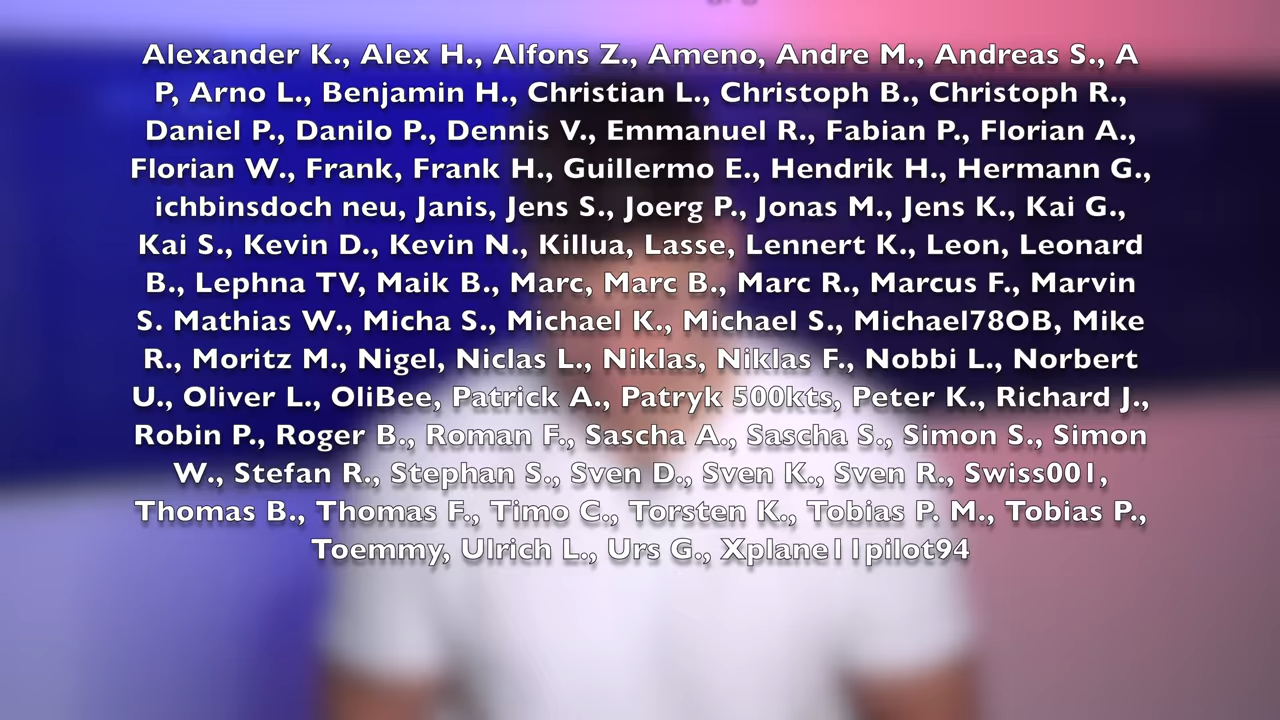 Alexander K., Alex H., Alfons Z., Ameno, Andre M., Andreas S., A
P, Arno L., Benjamin H., Christian L., Christoph B., Christoph R.,
Daniel P., Danilo P., Dennis V., Emmanuel R., Fabian P., Florian A.,
Florian W., Frank, Frank H., Guillermo E., Hendrik H., Hermann G.,
ichbinsdoch neu, Janis, Jens S., Joerg P., Jonas M., Jens K., Kai G.,
Kai S., Kevin D., Kevin N., Killua, Lasse, Lennert K., Leon, Leonard
B., Lephna TV, Maik B., Marc, Marc B., Marc R., Marcus F., Marvin
S. Mathias W., Micha S., Michael K., Michael S., Michael78OB, Mike
R., Moritz M., Nigel, Niclas L., Niklas, Niklas F., Nobbi L., Norbert
U., Oliver L., OliBee, Patrick A., Patryk 500kts, Peter K., Richard J.,
Robin P., Roger B., Roman F., Sascha A., Sascha S., Simon S., Simon
W., Stefan R., Stephan S., Sven D., Sven K., Sven R., Swiss001,
Thomas B., Thomas F., Timo C., Torsten K., Tobias P. M., Tobias P.,
Toemmy, Ulrich L., Urs G., Xplane11pilot94